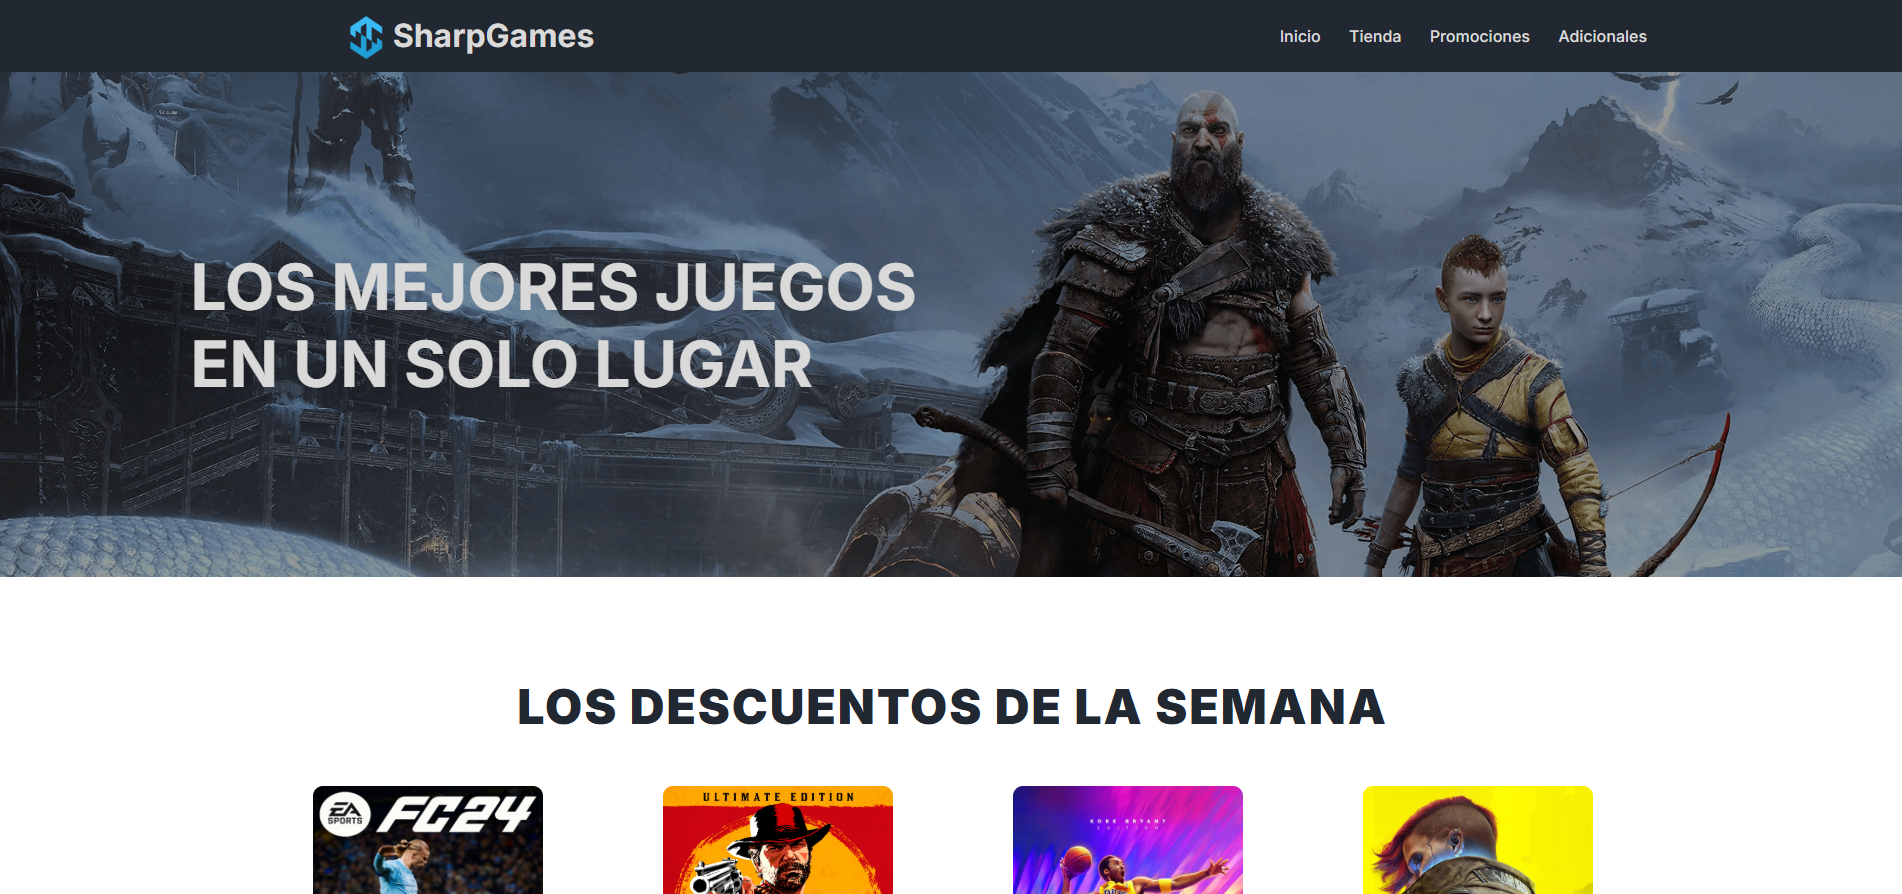 SharpGames
Inicio Tienda Promociones Adicionales
LOS MEJORES JUEGOS
EN UN SOLO LUGAR
LOS DESCUENTOS DE LA SEMANA
EA
SPORTS
FC24
ULTIMATE EDITION
KOBE BRYANT
EDITION